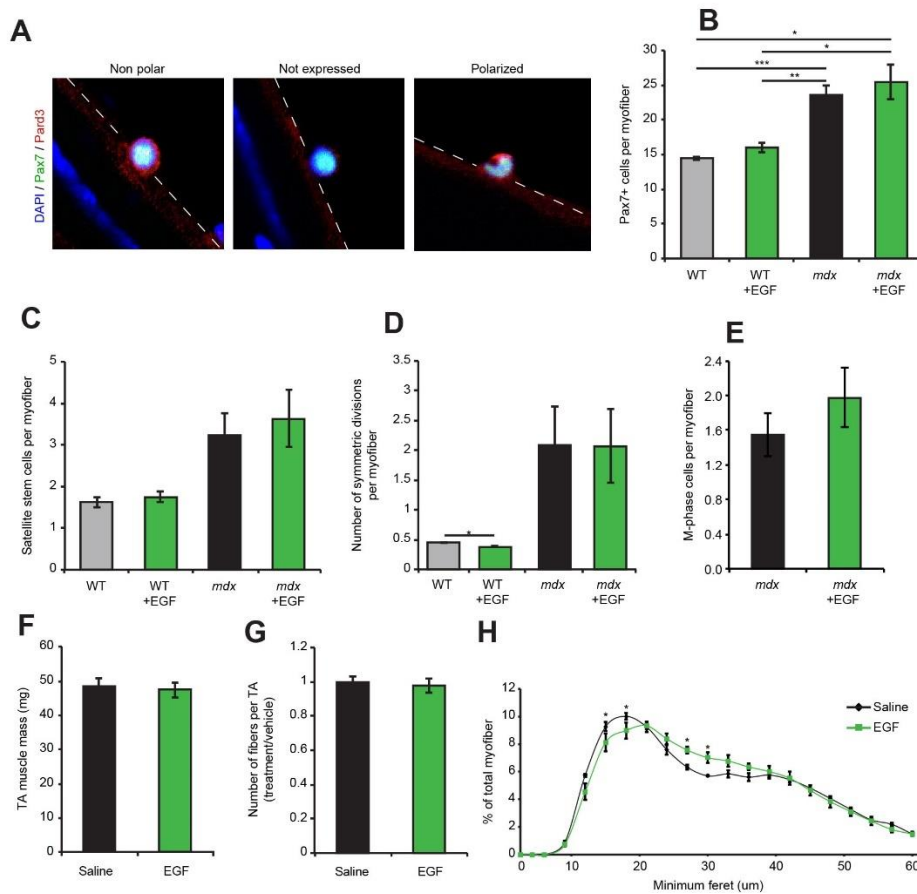 A
Non polar
Not expressed
Polarized
DAPI / Pax7 / Pard3
B
Pax7+ cells per myofiber
30
25
20
15
10
5
0
*
*
***
**
WT
WT
+EGF
mdx
mdx
+EGF
C
Satellite stem cells per myofiber
5
4
3
2
1
0
WT
WT
+EGF
mdx
mdx
+EGF
D
Number of symmetric divisions
per myofiber
3.5
3
2.5
2
1.5
1
0.5
0
*
WT
WT
+EGF
mdx
mdx
+EGF
E
M-phase cells per myofiber
2.4
2.0
1.6
1.2
0.8
0.4
0.0
mdx
mdx
+EGF
F
TA muscle mass (mg)
60
50
40
30
20
10
0
Saline
EGF
G
Number of fibers per TA
(treatment/vehicle)
1.2
1
0.8
0.6
0.4
0.2
0
Saline
EGF
H
% of total myofiber
12
10
8
6
4
2
0
* * * *
Saline
EGF
0 10 20 30 40 50 60
Minimum feret (um)